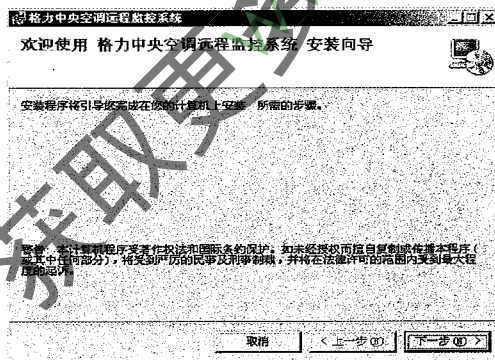 格力中央空调远程监控系统
欢迎使用 格力中央空调远程监控系统 安装向导
安装程序将引导您完成在您的计算机上安装 所需的步骤。
警告：本计算机程序受著作权法和国际条约保护。如未经授权而擅自复制或传播本程序(
或其中任何部分)，将受到严厉的民事及刑事制裁，并将在法律许可的范围内受到最大程
度的起诉。
取消
< 上一步(B)
下一步(N) >
获取更多